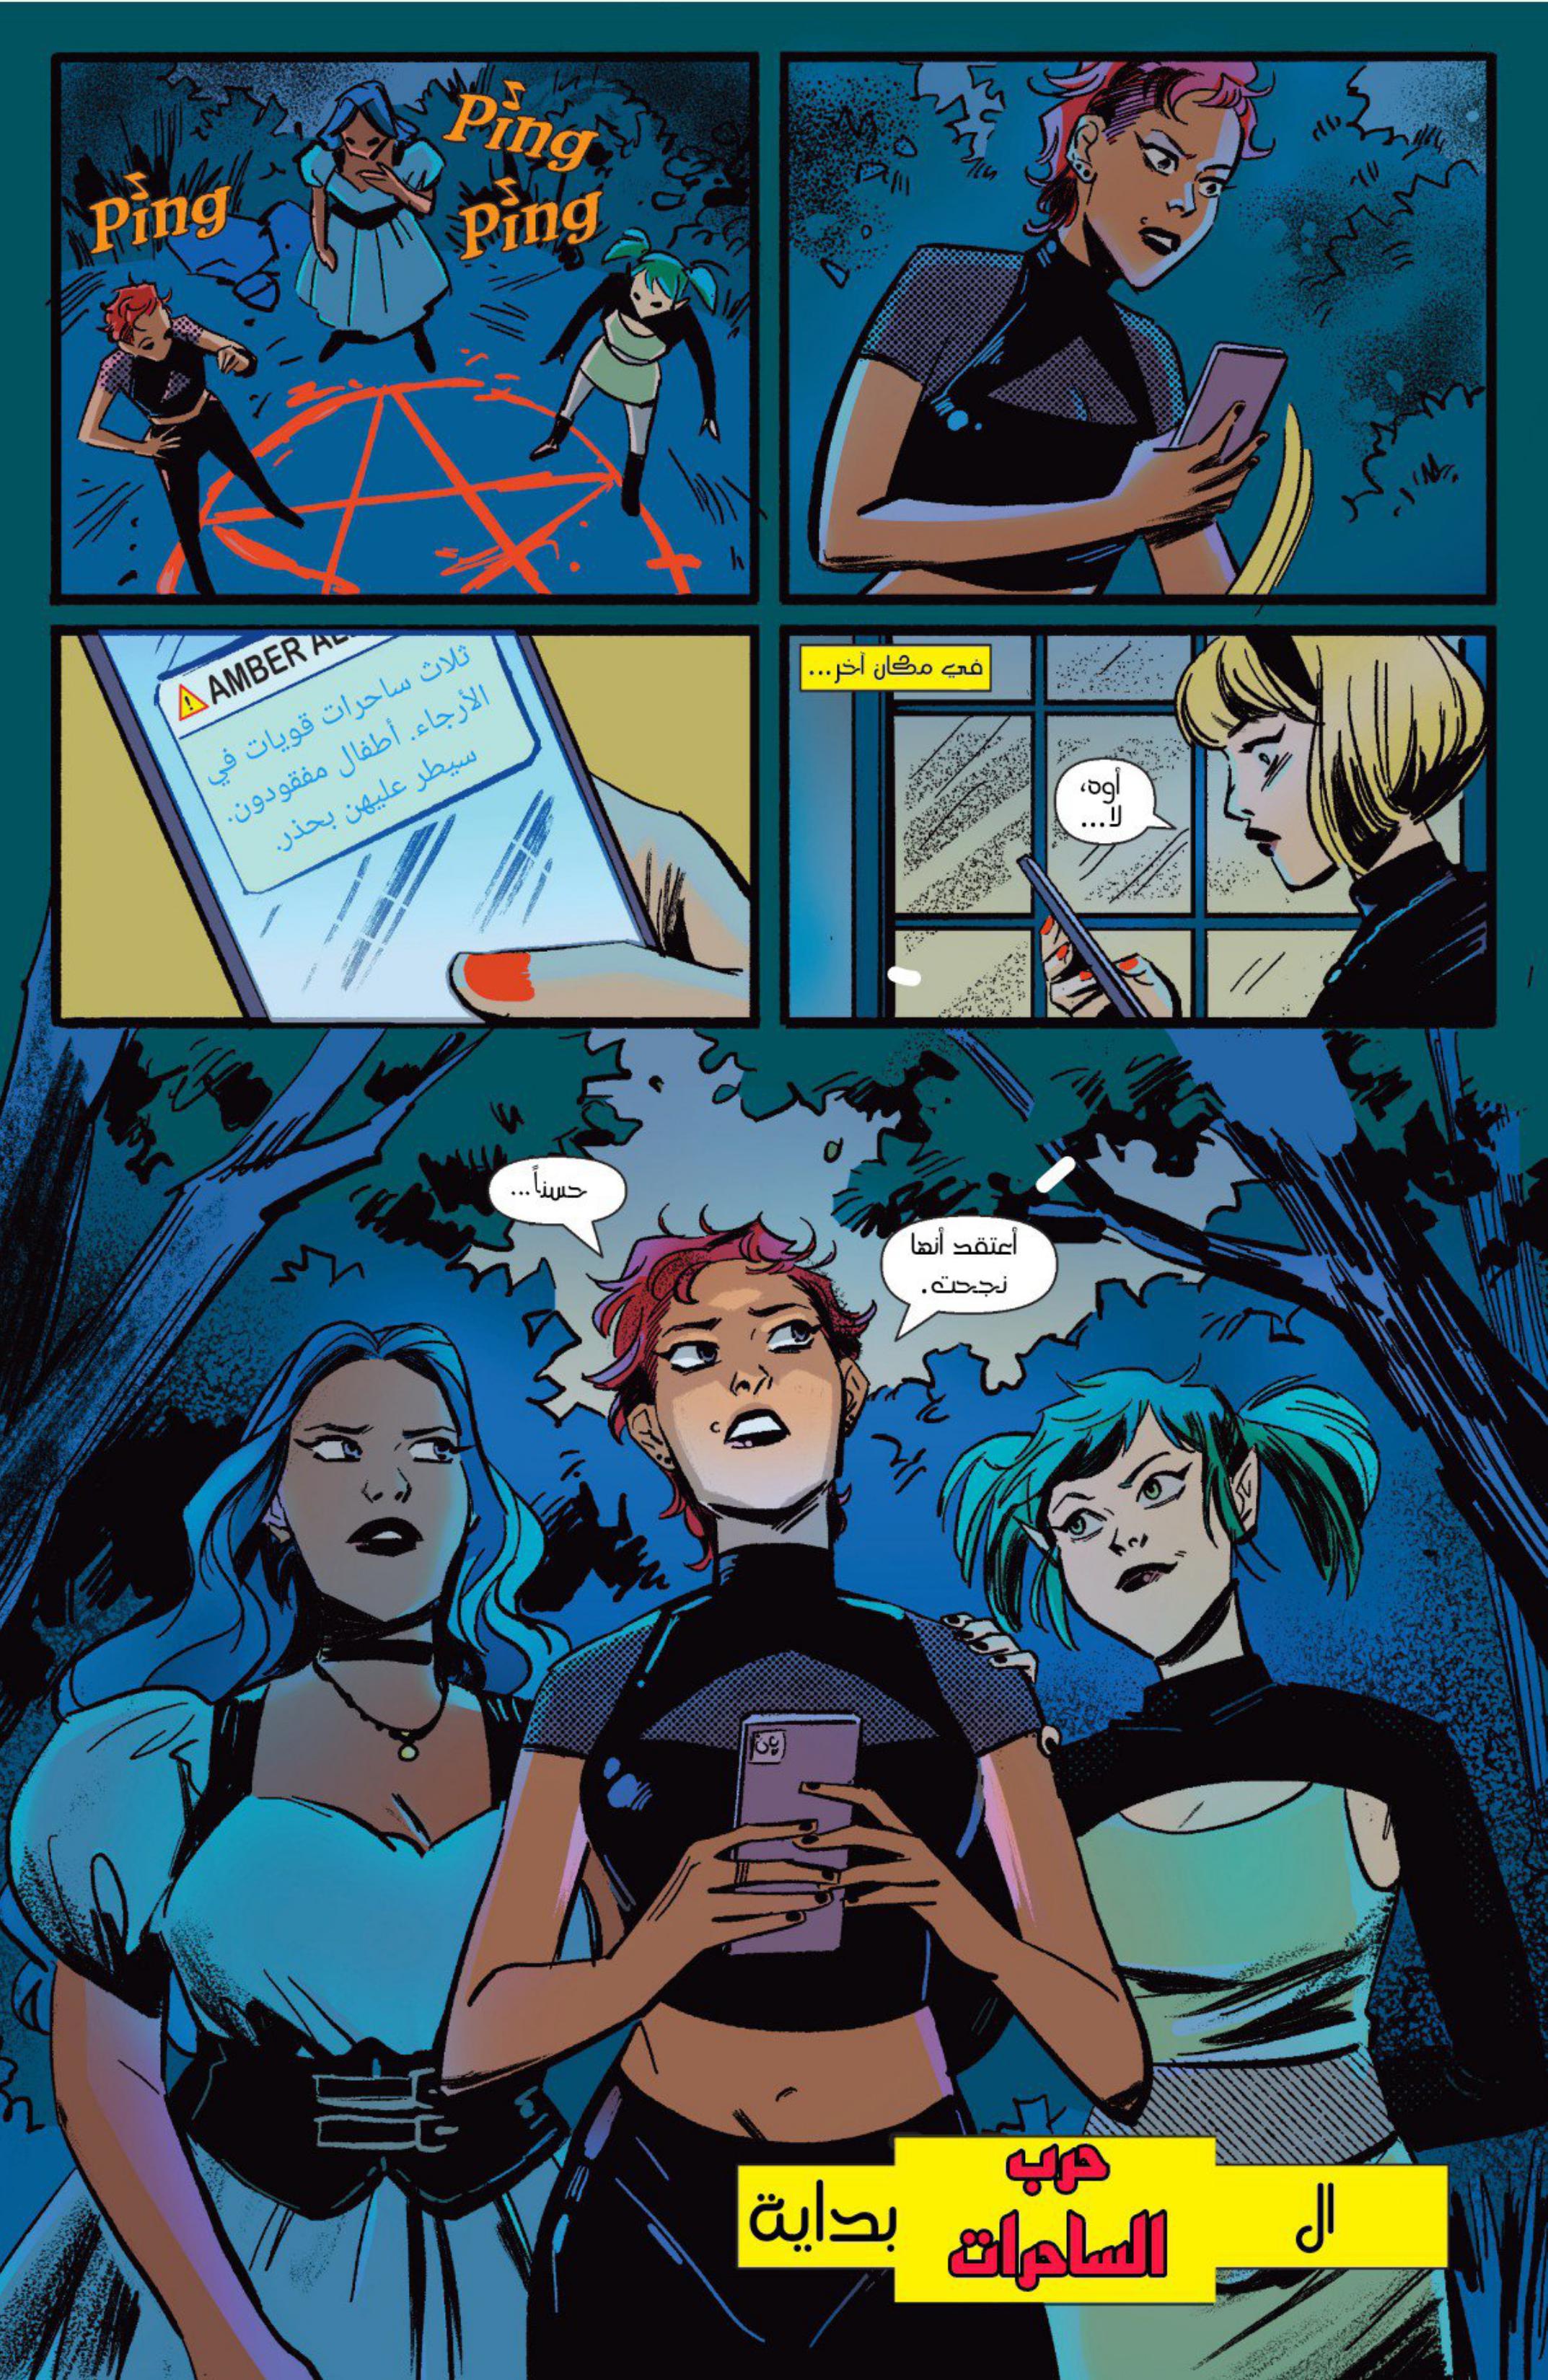 Ping
Ping
Ping
AMBER AL
ثلاث ساحرات قويات في
الأرجاء. أطفال مفقودون.
سيطر عليهن بحذر.
في مكان آخر...
أوه،
لا...
حسناً...
أعتقد أنها
نجحت.
ال
حرب
الساحرات
بداية